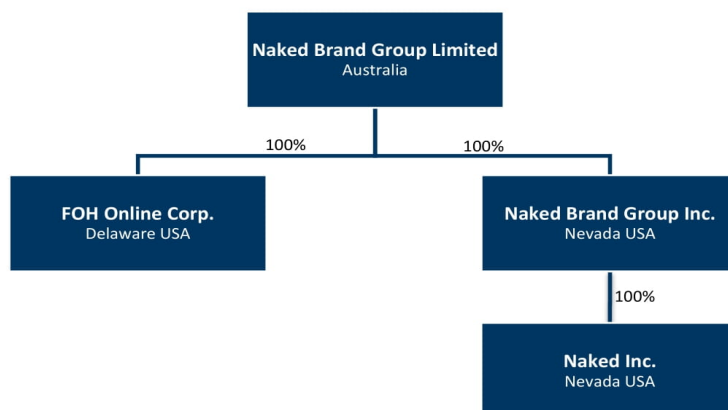 Naked Brand Group Limited
Australia
100%
100%
FOH Online Corp.
Delaware USA
Naked Brand Group Inc.
Nevada USA
100%
Naked Inc.
Nevada USA